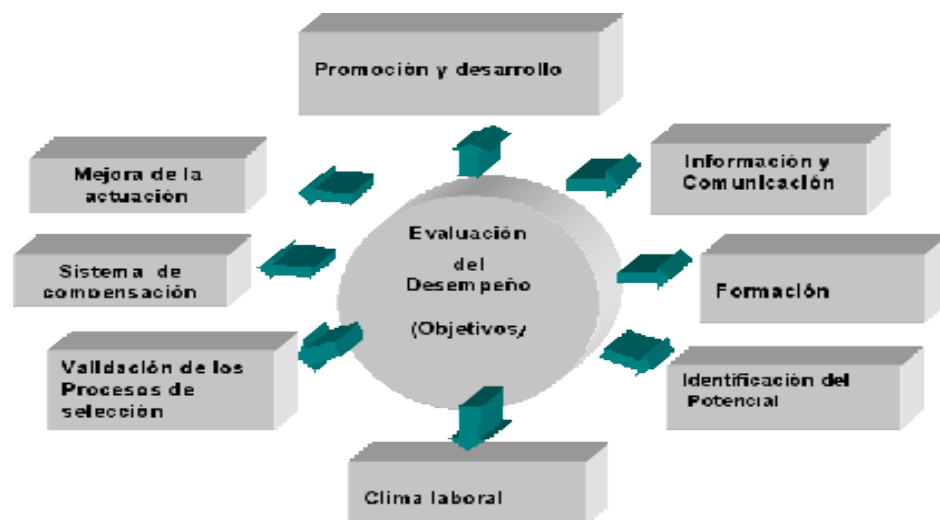 Promoción y desarrollo
Mejora de la
actuación
Información y
Comunicación
Evaluación
del
Desempeño
(Objetivos)
Sistema de
compensación
Formación
Validación de los
Procesos de
selección
Identificación del
Potencial
Clima laboral